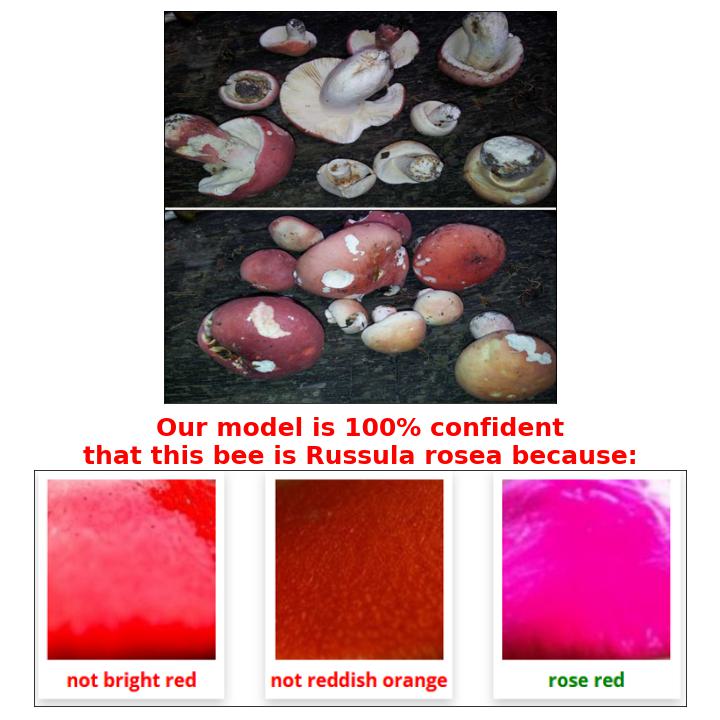 Our model is 100% confident
that this bee is Russula rosea because:
not bright red
not reddish orange
rose red